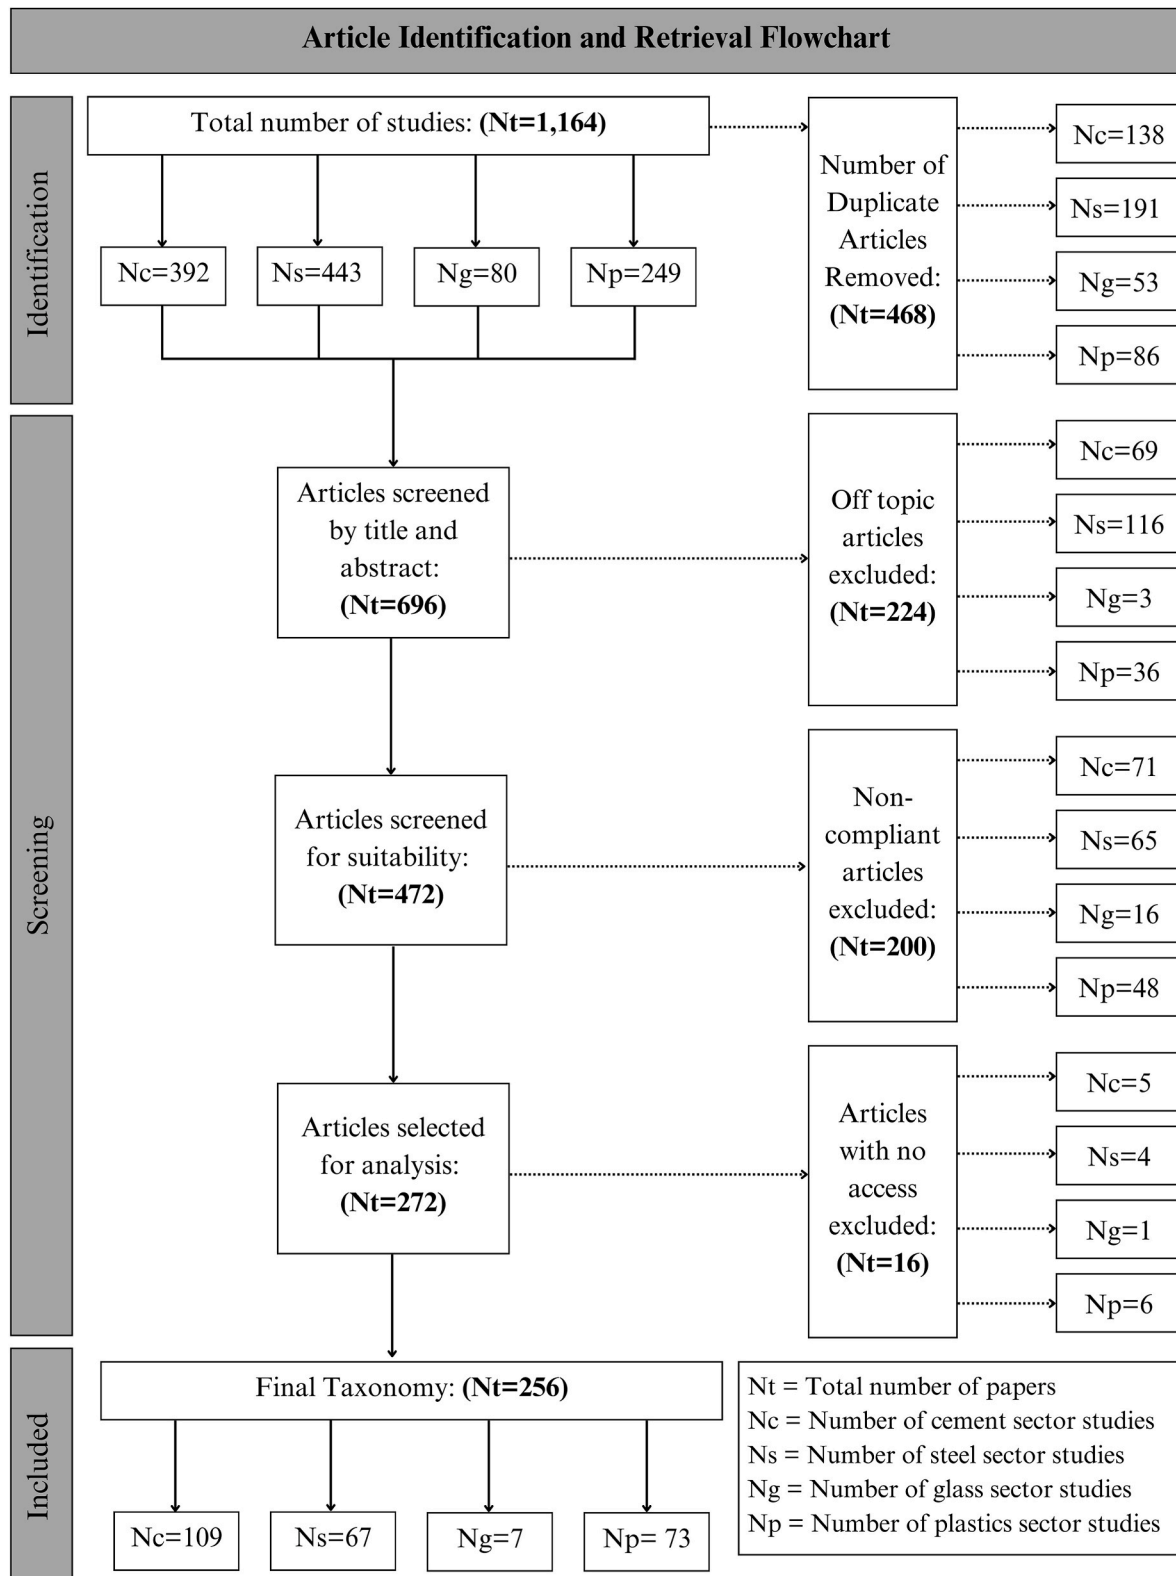 Article Identification and Retrieval Flowchart
Identification
Total number of studies: (Nt=1,164)
Nc=392
Ns=443
Ng=80
Np=249
Number of
Duplicate
Articles
Removed:
(Nt=468)
Nc=138
Ns=191
Ng=53
Np=86
Screening
Articles screened
by title and
abstract:
(Nt=696)
Off topic
articles
excluded:
(Nt=224)
Nc=69
Ns=116
Ng=3
Np=36
Articles screened
for suitability:
(Nt=472)
Non-
compliant
articles
excluded:
(Nt=200)
Nc=71
Ns=65
Ng=16
Np=48
Articles selected
for analysis:
(Nt=272)
Articles
with no
access
excluded:
(Nt=16)
Nc=5
Ns=4
Ng=1
Np=6
Included
Final Taxonomy: (Nt=256)
Nc=109
Ns=67
Ng=7
Np= 73
Nt = Total number of papers
Nc = Number of cement sector studies
Ns = Number of steel sector studies
Ng = Number of glass sector studies
Np = Number of plastics sector studies